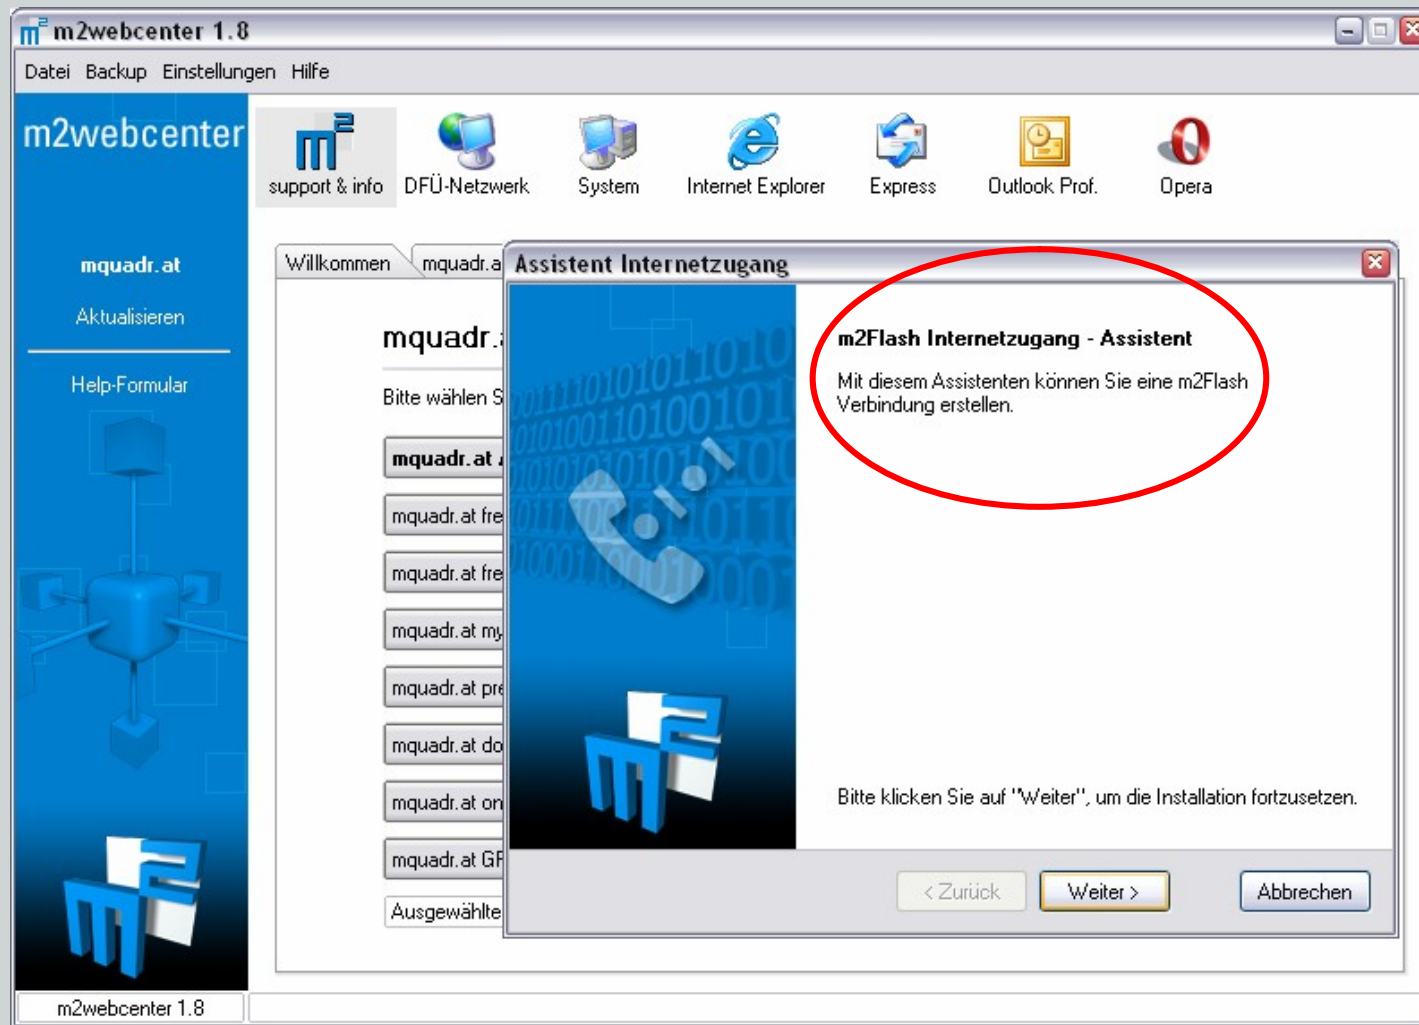 m2webcenter 1.8
Datei Backup Einstellungen Hilfe
m2webcenter
support & info DFÜ-Netzwerk System Internet Explorer Express Outlook Prof. Opera
mquadr.at
Aktualisieren
Help-Formular
Willkommen
mquadr.a
mquadr.
Bitte wählen S
mquadr.at
mquadr.at fre
mquadr.at fre
mquadr.at my
mquadr.at pre
mquadr.at do
mquadr.at on
mquadr.at
Ausgewählte
Assistent Internetzugang
m2Flash Internetzugang - Assistent
Mit diesem Assistenten können Sie eine m2Flash
Verbindung erstellen.
Bitte klicken Sie auf "Weiter", um die Installation fortzusetzen.
< Zurück Weiter > Abbrechen
m2webcenter 1.8